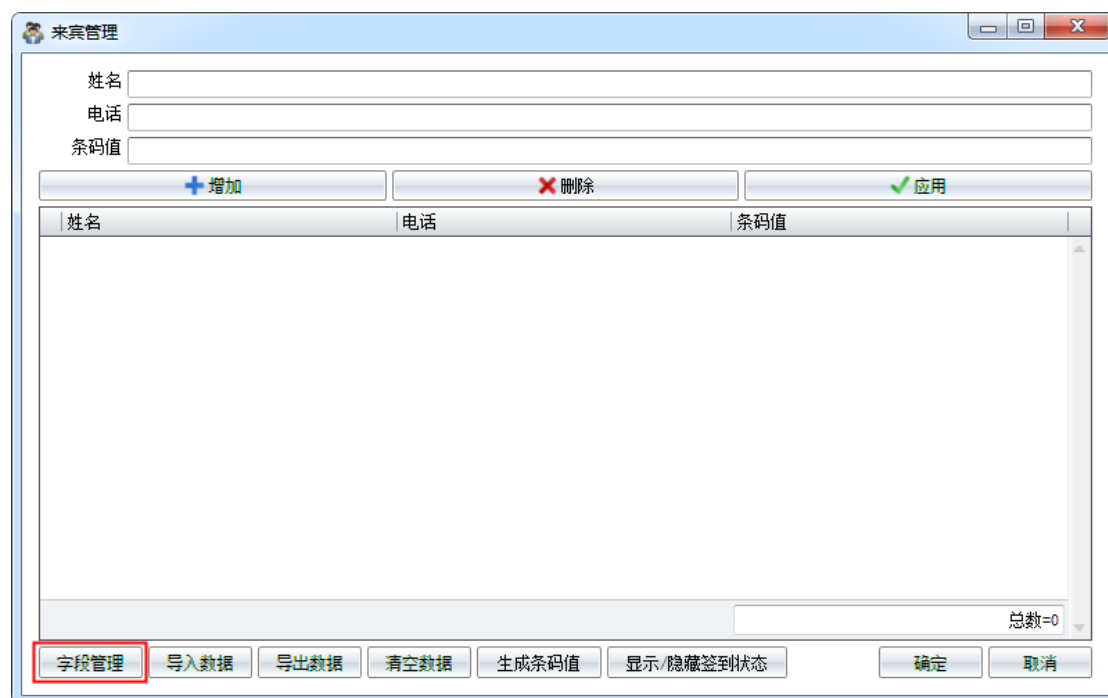 来宾管理
姓名
电话
条码值
增加 删除 应用
姓名 电话 条码值
总数=0
字段管理 导入数据 导出数据 清空数据 生成条码值 显示/隐藏签到状态 确定 取消